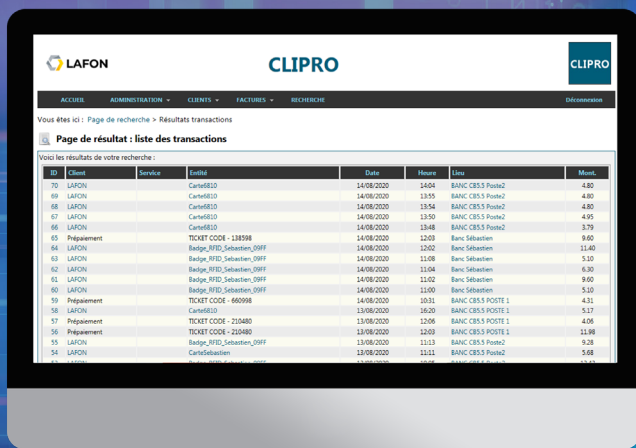 LAFON
CLIPRO
CLIPRO
ACCUEIL ADMINISTRATION CLIENTS FACTURES RECHERCHE Déconnexion
Vous êtes ici : Page de recherche > Résultats transactions
Page de résultat : liste des transactions
Voici les résultats de votre recherche :
ID Client Service Entité Date Heure Lieu Mont.
70 LAFON Carte6810 14/08/2020 14:04 BANC C85.5 Poste2 4.80
69 LAFON Carte6810 14/08/2020 13:55 BANC C85.5 Poste2 4.80
68 LAFON Carte6810 14/08/2020 13:54 BANC C85.5 Poste2 4.80
67 LAFON Carte6810 14/08/2020 13:50 BANC C85.5 Poste2 4.95
66 LAFON Carte6810 14/08/2020 13:48 BANC C85.5 Poste2 3.79
65 Prépaiement TICKET CODE - 138598 14/08/2020 12:03 Banc Sébastien 9.60
64 LAFON Badge_RFID_Sebastien_09FF 14/08/2020 12:02 Banc Sébastien 11.40
63 LAFON Badge_RFID_Sebastien_09FF 14/08/2020 11:08 Banc Sébastien 5.10
62 LAFON Badge_RFID_Sebastien_09FF 14/08/2020 11:04 Banc Sébastien 6.30
61 LAFON Badge_RFID_Sebastien_09FF 14/08/2020 11:02 Banc Sébastien 9.60
60 LAFON Badge_RFID_Sebastien_09FF 14/08/2020 11:00 Banc Sébastien 5.10
59 Prépaiement TICKET CODE - 660998 14/08/2020 10:31 BANC C85.5 POSTE 1 4.31
58 LAFON Carte6810 13/08/2020 16:20 BANC C85.5 POSTE 1 5.17
57 Prépaiement TICKET CODE - 210480 13/08/2020 12:06 BANC C85.5 POSTE 1 4.06
56 Prépaiement TICKET CODE - 210480 13/08/2020 12:03 BANC C85.5 POSTE 1 11.98
55 LAFON Badge_RFID_Sebastien_09FF 13/08/2020 11:13 BANC C85.5 Poste2 9.28
54 LAFON CarteSebastien 13/08/2020 11:11 BANC C85.5 Poste2 5.68